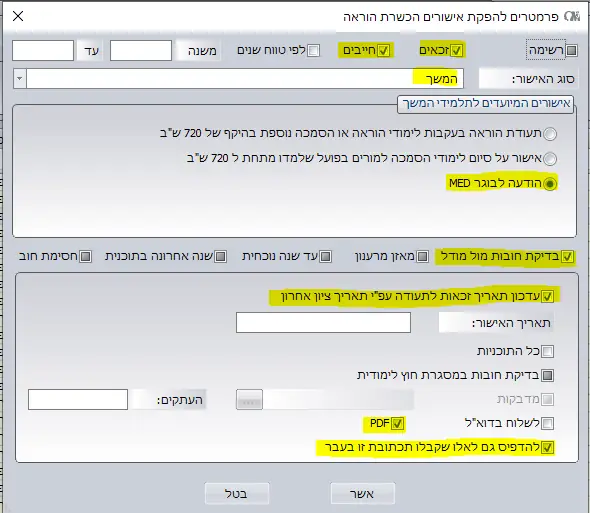 פרמטרים להפקת אישורים הכשרת הוראה
רשימה זכאים חייבים לפי טווח שנים משנה עד
סוג האישור: המשך
אישורים המיועדים לתלמידי המשך
תעודת הוראה בעקבות לימודי הוראה או הסמכה נוספת בהיקף של 720 ש"ב
אישור על סיום לימודי הסמכה למורים בפועל שלמדו מתחת ל 720 ש"ב
הודעה לבוגר MED
בדיקת חובות מול מודל מאזן מרענון עד שנה נוכחית שנה אחרונה בתוכנית חסימת חוב
עדכון תאריך זכאות לתעודה עפ"י תאריך ציון אחרון
תאריך האישור:
כל התוכניות
בדיקת חובות במסגרת חוץ לימודית
מדבקות ... העתקים:
לשלוח בדוא"ל PDF
להדפיס גם לאלו שקבלו תכתובת זו בעבר
אשר בטל